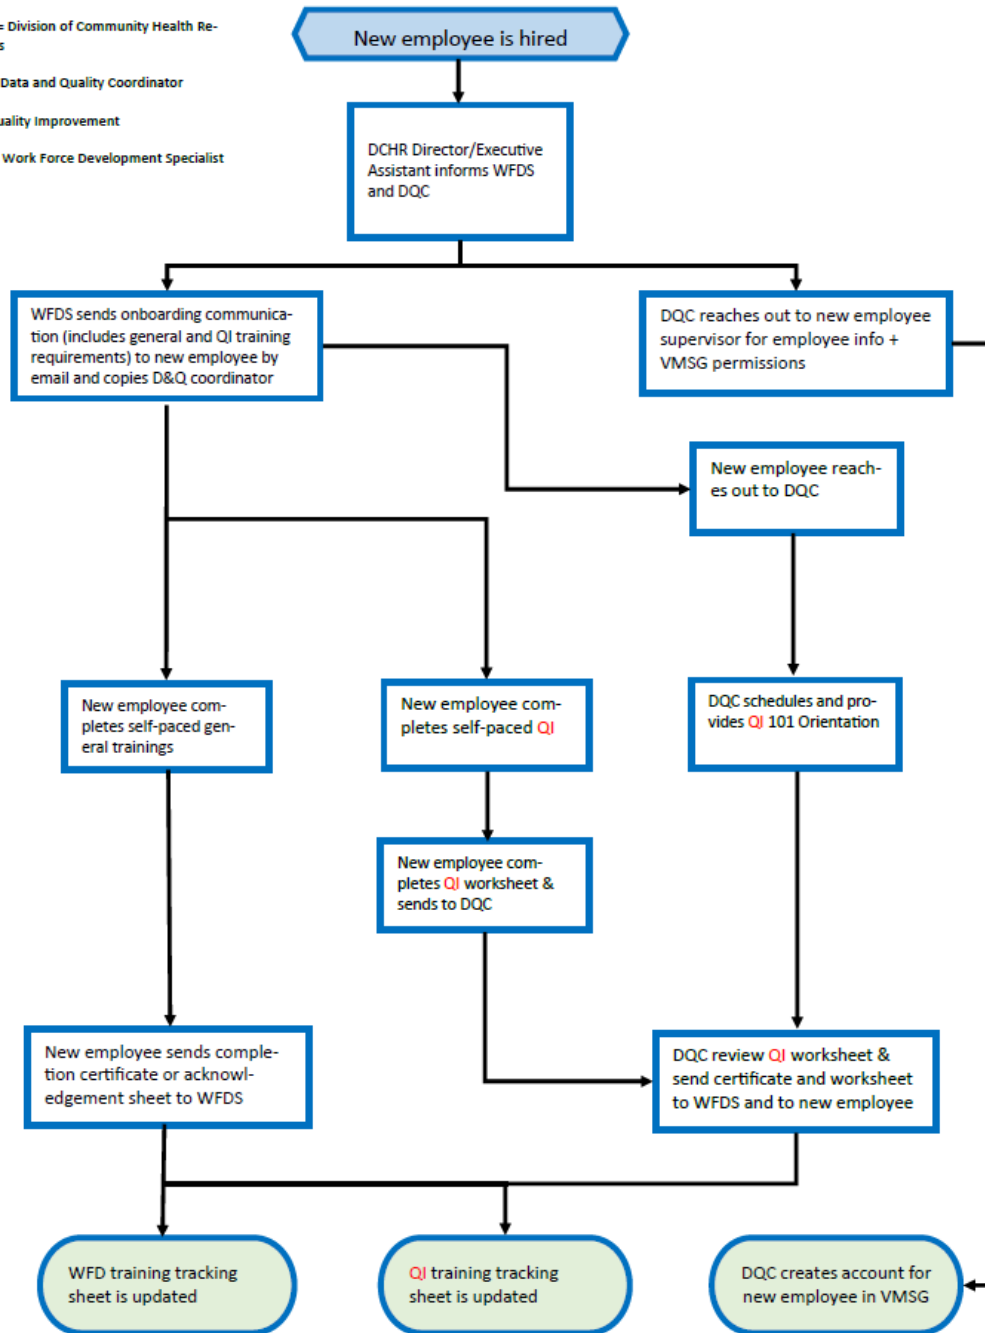 = Division of Community Health Re-
s
Data and Quality Coordinator
uality Improvement
Work Force Development Specialist
New employee is hired
DCHR Director/Executive
Assistant informs WFDS
and DQC
WFDS sends onboarding communica-
tion (includes general and QI training
requirements) to new employee by
email and copies D&Q coordinator
DQC reaches out to new employee
supervisor for employee info +
VMSG permissions
New employee reach-
es out to DQC
New employee com-
pletes self-paced gen-
eral trainings
New employee com-
pletes self-paced QI
DQC schedules and pro-
vides QI 101 Orientation
New employee com-
pletes QI worksheet &
sends to DQC
New employee sends comple-
tion certificate or acknowl-
edgement sheet to WFDS
DQC review QI worksheet &
send certificate and worksheet
to WFDS and to new employee
WFD training tracking
sheet is updated
QI training tracking
sheet is updated
DQC creates account for
new employee in VMSG